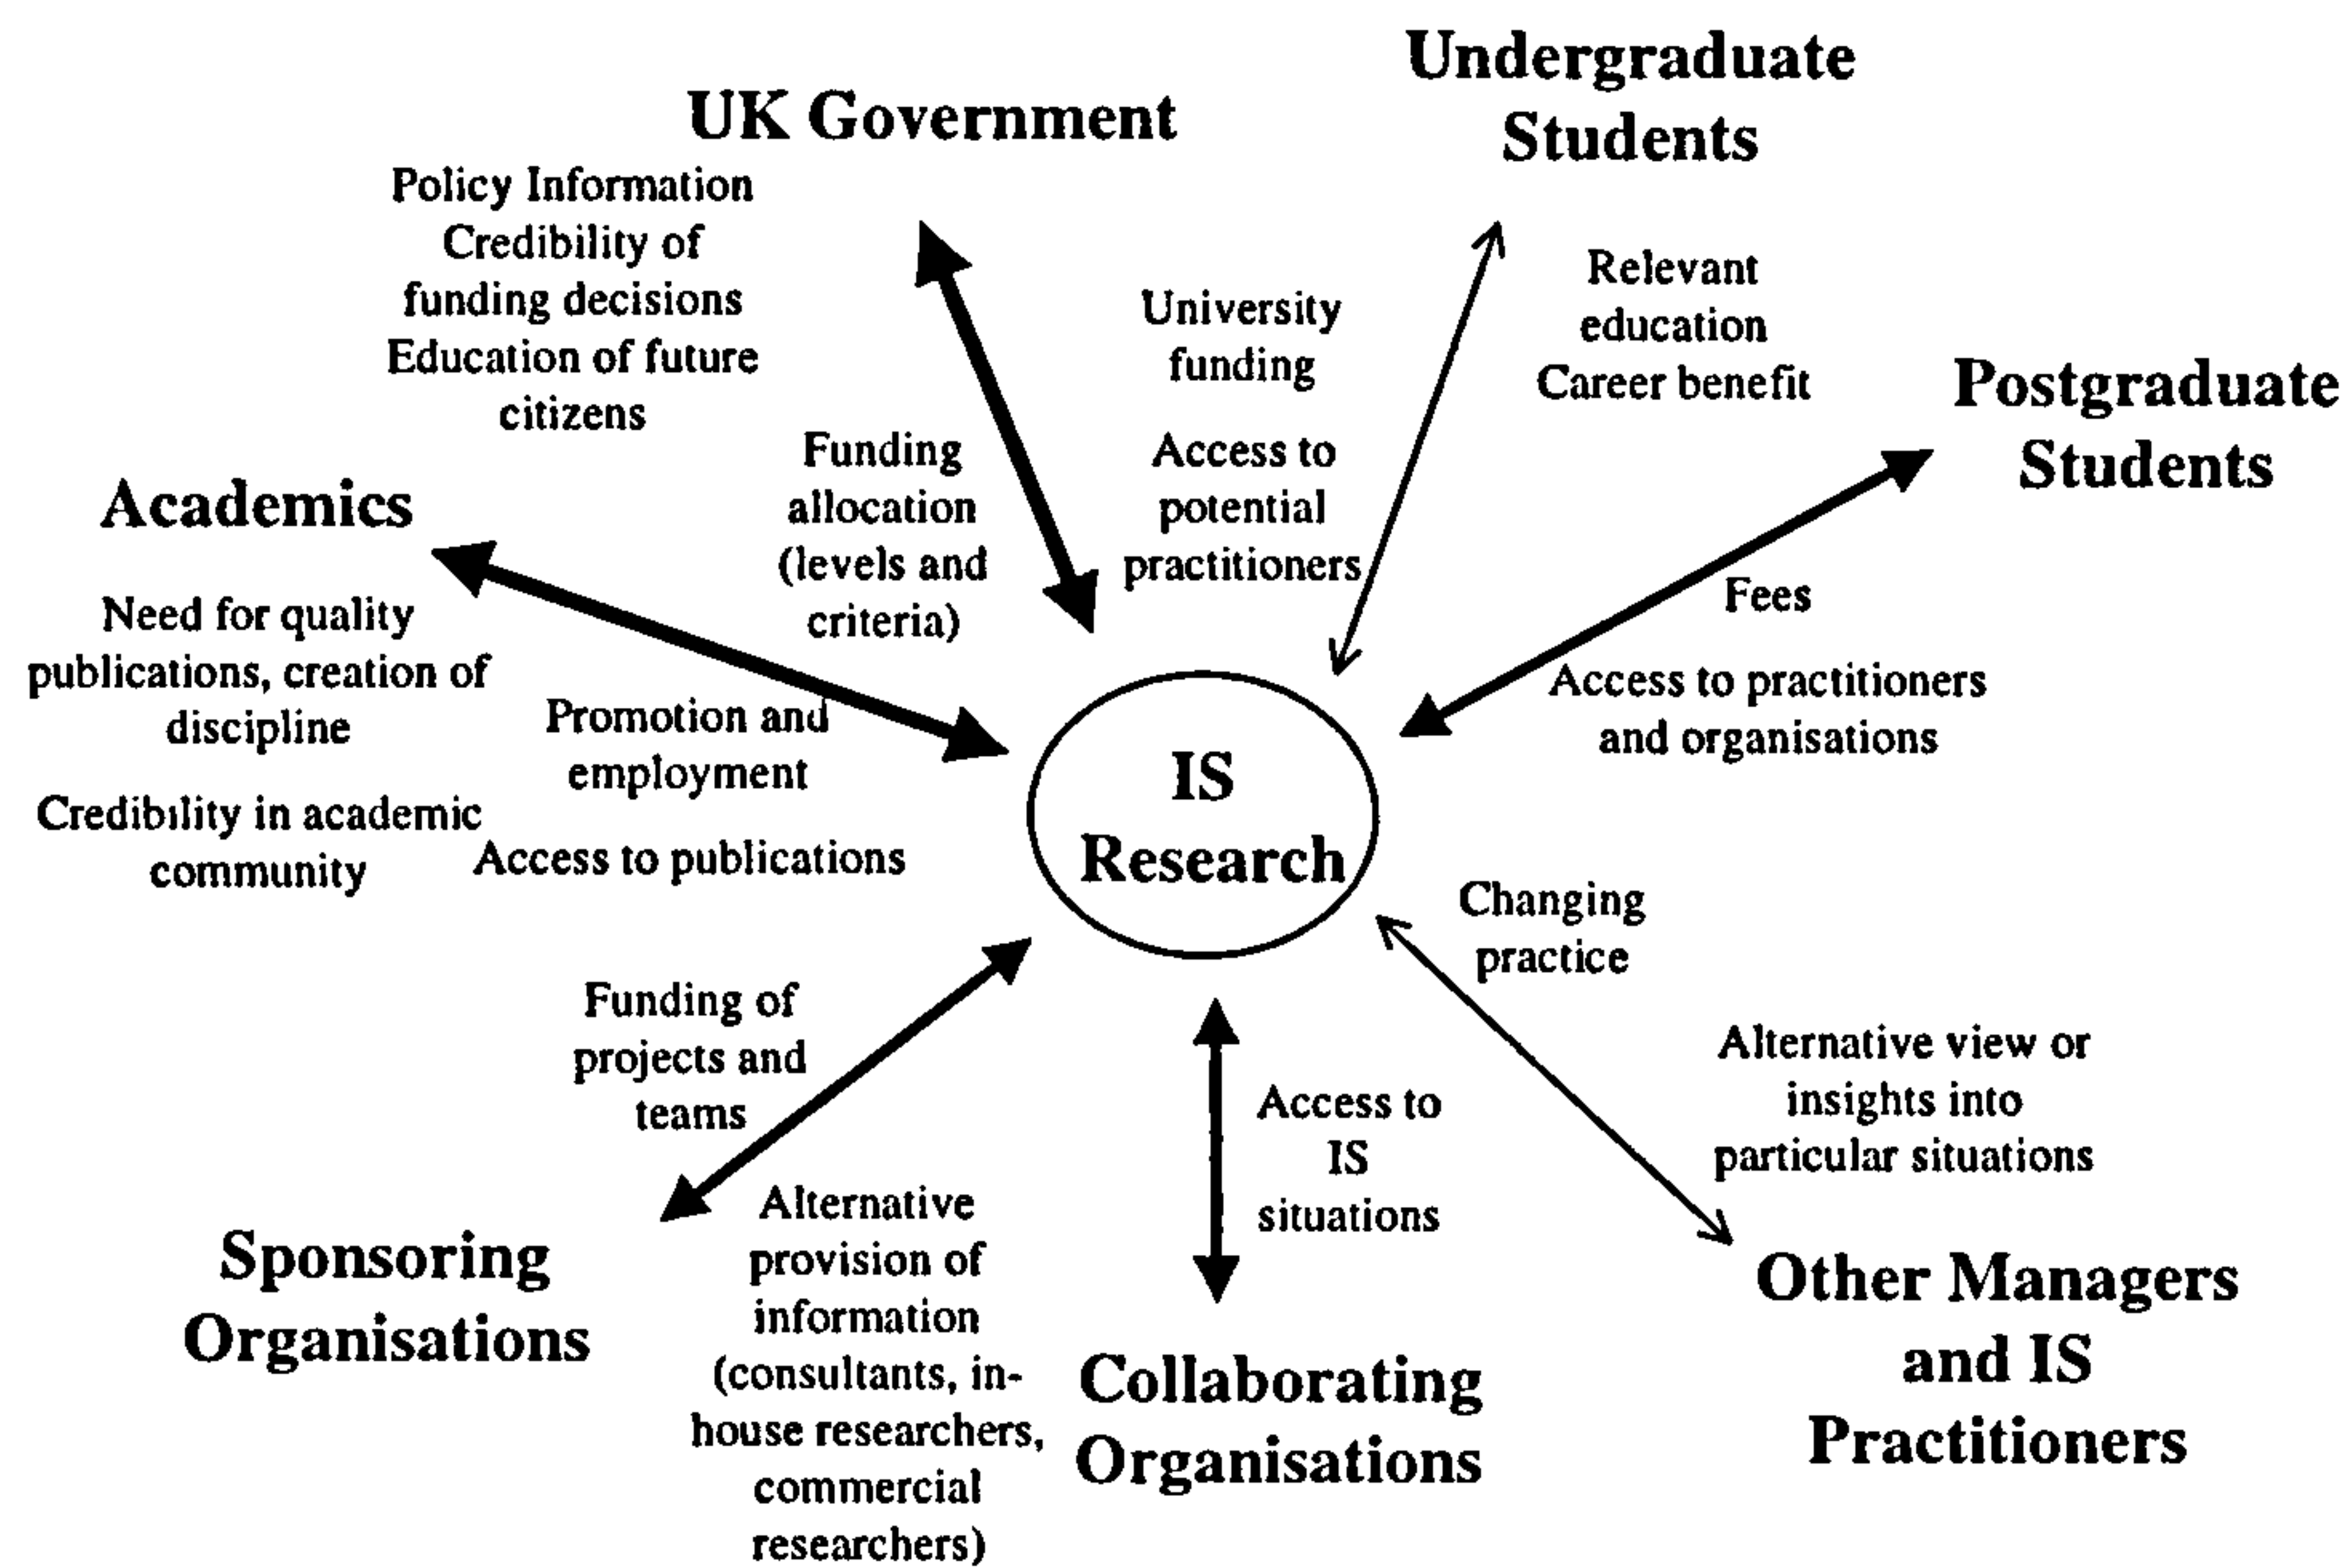 UK Government
Policy Information
Credibility of
funding decisions
Education of future
citizens
Funding
allocation
(levels and
criteria)
Undergraduate
Students
University
funding
Access to
potential
practitioners
Relevant
education
Career benefit
Postgraduate
Students
Fees
Access to practitioners
and organisations
Academics
Need for quality
publications, creation of
discipline
Credibility in academic
community
Promotion and
employment
Access to publications
IS
Research
Changing
practice
Alternative view or
insights into
particular situations
Other Managers
and IS
Practitioners
Access to
IS
situations
Collaborating
Organisations
Funding of
projects and
teams
Alternative
provision of
information
(consultants, in-
house researchers,
commercial
researchers)
Sponsoring
Organisations